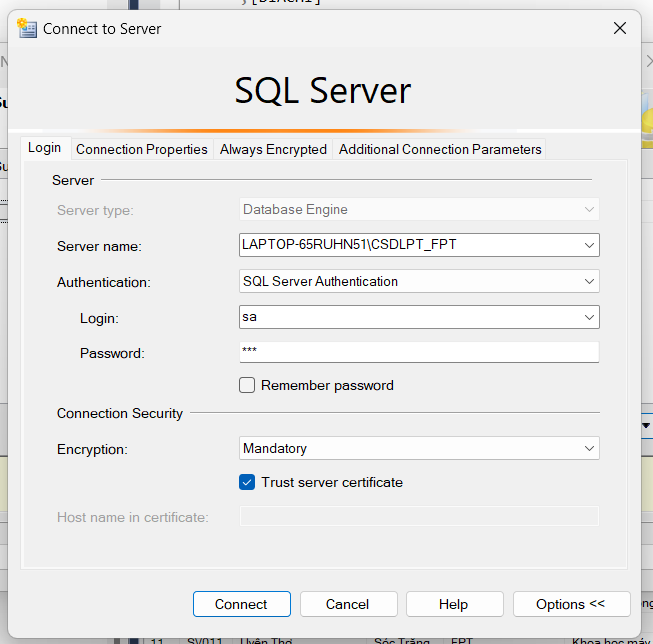 Connect to Server
SQL Server
Login Connection Properties Always Encrypted Additional Connection Parameters
Server
Server type: Database Engine
Server name: LAPTOP-65RUHN51\CSDLPT_FPT
Authentication: SQL Server Authentication
Login: sa
Password: ***
Remember password
Connection Security
Encryption: Mandatory
Trust server certificate
Host name in certificate:
Connect Cancel Help Options <<